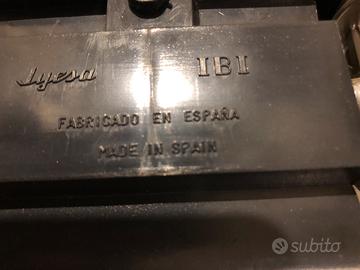 Jyesa IBI
FABRICADO EN ESPAÑA
MADE IN SPAIN
subito